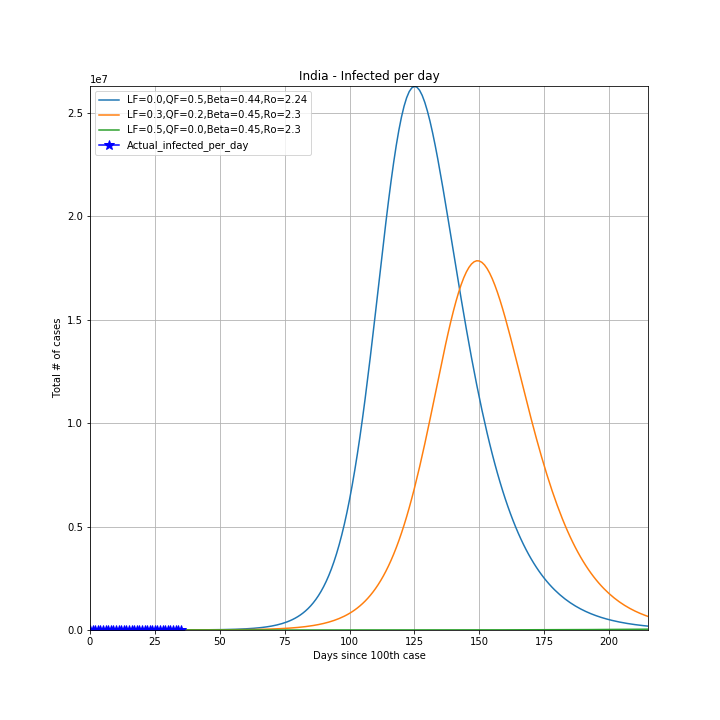 India - Infected per day
1e7
LF=0.0,QF=0.5,Beta=0.44,Ro=2.24
LF=0.3,QF=0.2,Beta=0.45,Ro=2.3
LF=0.5,QF=0.0,Beta=0.45,Ro=2.3
Actual_infected_per_day
2.5
2.0
1.5
1.0
0.5
0.0
Total # of cases
0 25 50 75 100 125 150 175 200
Days since 100th case